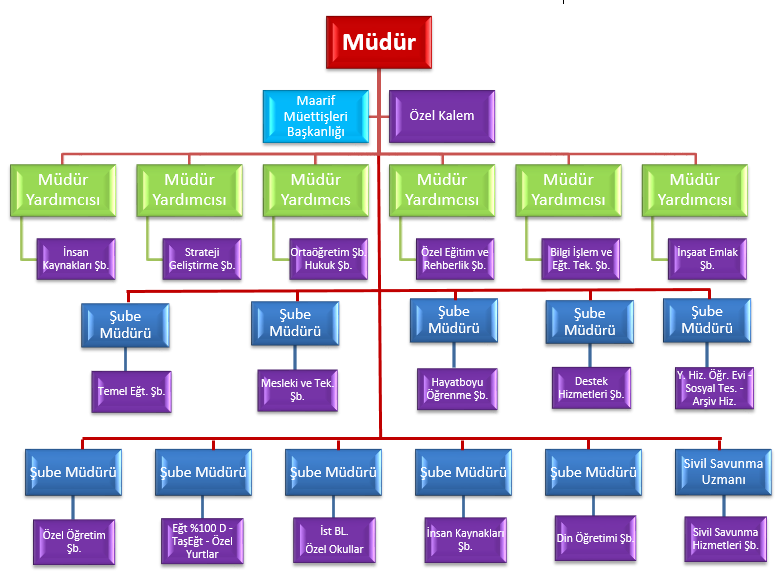 Müdür
Maarif
Müettişleri
Başkanlığı
Özel Kalem
Müdür
Yardımcısı
Müdür
Yardımcısı
Müdür
Yardımcıs
Müdür
Yardımcısı
Müdür
Yardımcısı
Müdür
Yardımcısı
İnsan
Kaynakları Şb.
Strateji
Geliştirme Şb.
Ortaöğretim Şb.
Hukuk Şb.
Özel Eğitim ve
Rehberlik Şb.
Bilgi İşlem ve
Eğt. Tek. Şb.
İnşaat Emlak
Şb.
Şube
Müdürü
Şube
Müdürü
Şube
Müdürü
Şube
Müdürü
Şube
Müdürü
Temel Eğt. Şb.
Mesleki ve Tek.
Şb.
Hayatboyu
Öğrenme Şb.
Destek
Hizmetleri Şb.
Y. Hiz. Öğr. Evi -
Sosyal Tes. -
Arşiv Hiz.
Şube Müdürü
Şube Müdürü
Şube Müdürü
Şube Müdürü
Şube Müdürü
Sivil Savunma
Uzmanı
Özel Öğretim
Şb.
Eğt %100 D -
TaşEğt - Özel
Yurtlar
İst BL.
Özel Okullar
İnsan Kaynakları
Şb.
Din Öğretimi Şb.
Sivil Savunma
Hizmetleri Şb.